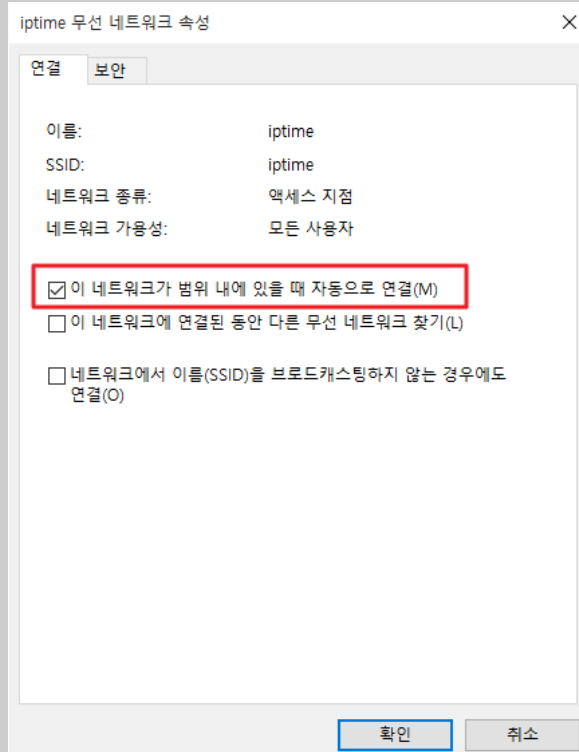 iptime 무선 네트워크 속성
연결
보안
이름: iptime
SSID: iptime
네트워크 종류: 액세스 지점
네트워크 가용성: 모든 사용자
이 네트워크가 범위 내에 있을 때 자동으로 연결(M)
이 네트워크에 연결된 동안 다른 무선 네트워크 찾기(L)
네트워크에서 이름(SSID)을 브로드캐스팅하지 않는 경우에도
연결(O)
확인
취소